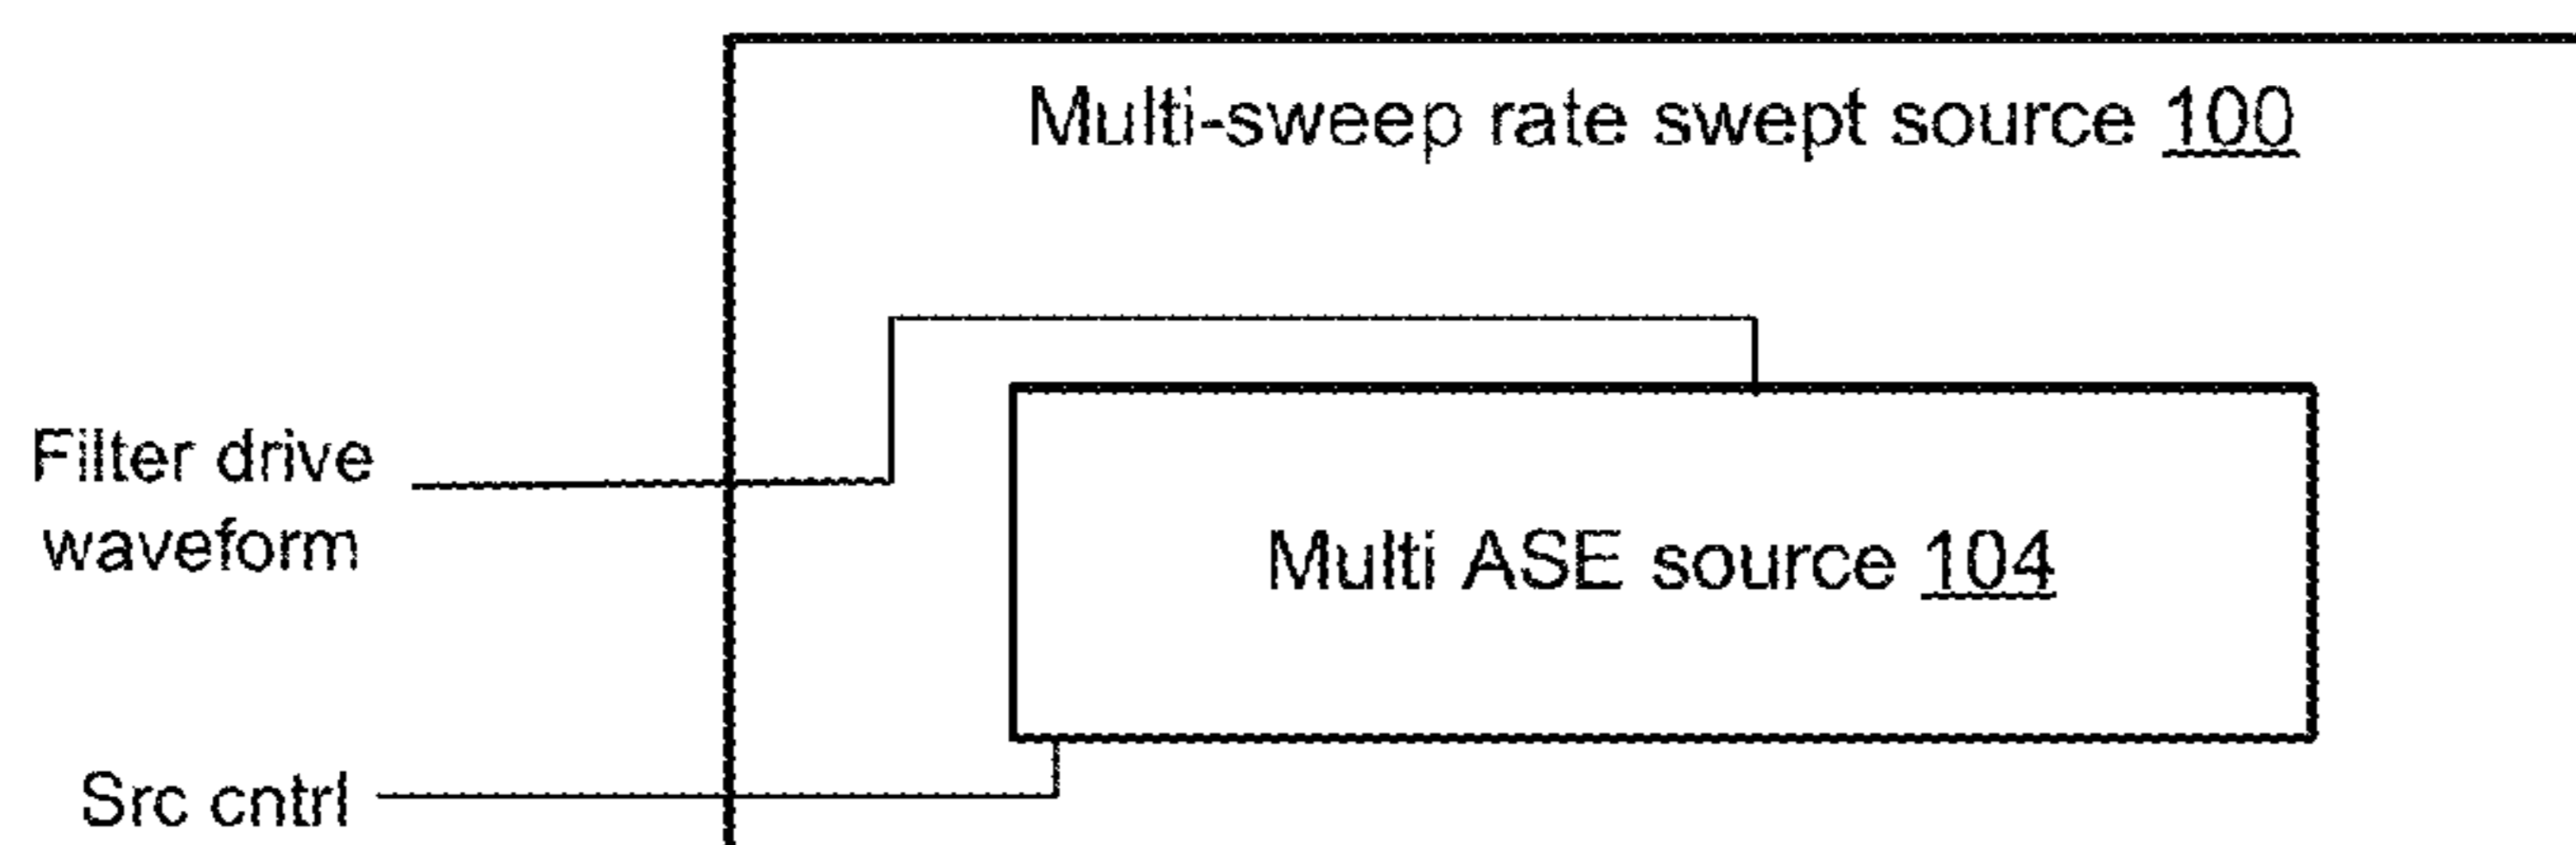 Multi-sweep rate swept source 100
Filter drive
waveform
Multi ASE source 104
Src cntrl